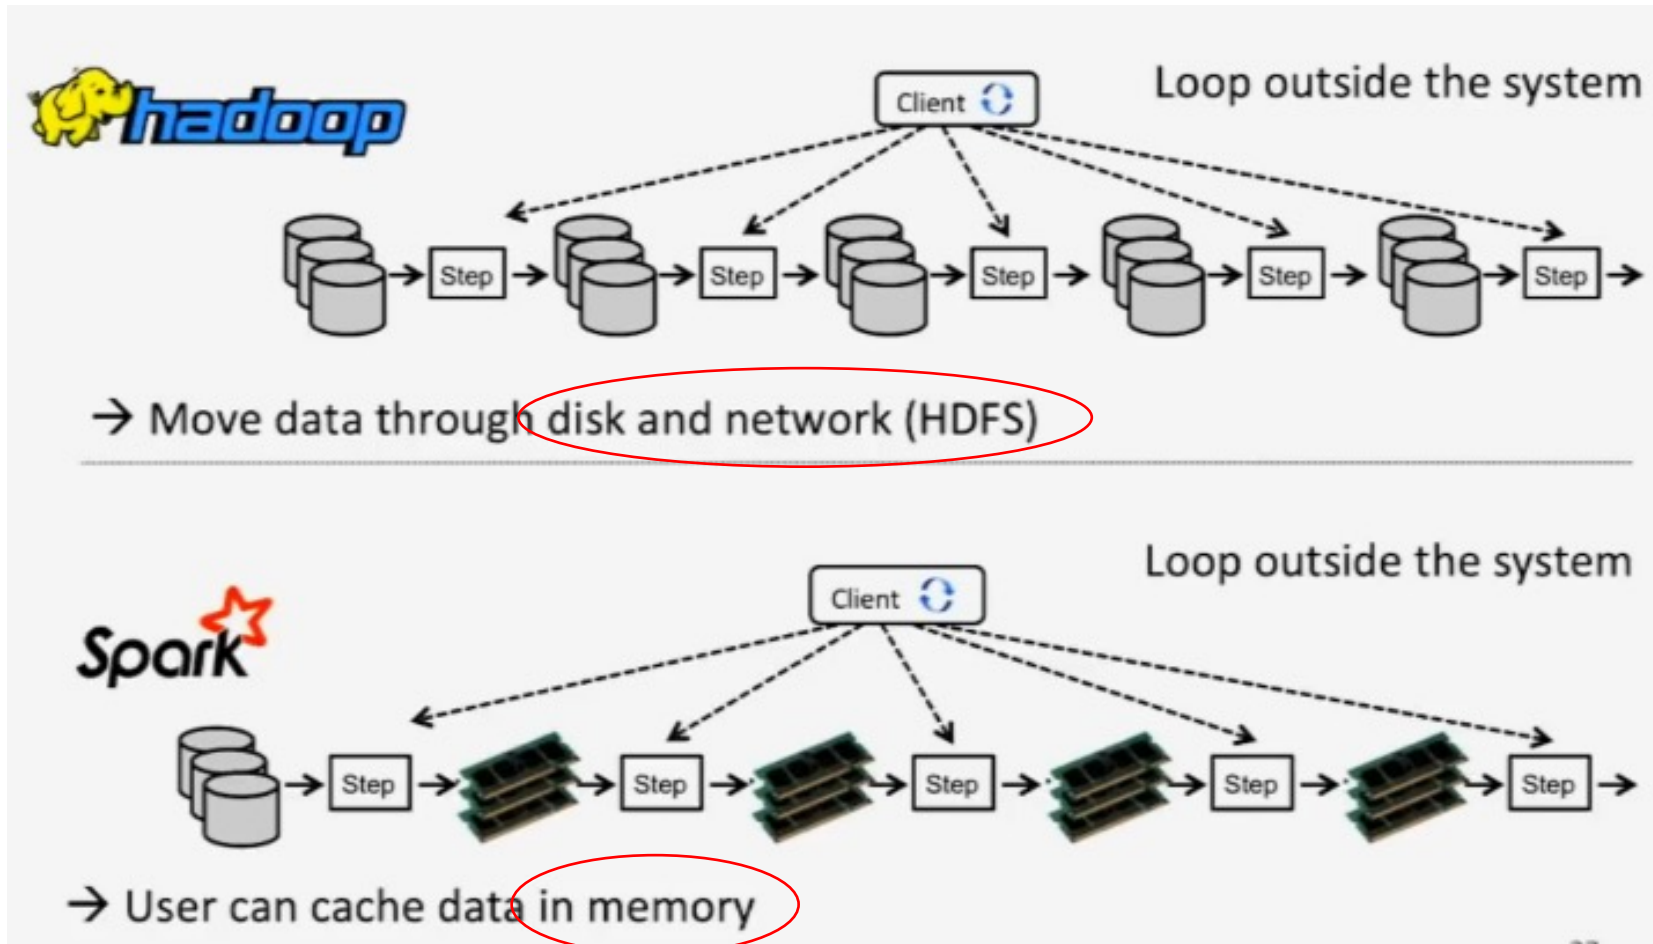 hadoop
Client
Loop outside the system
Step Step Step Step Step
→ Move data through disk and network (HDFS)
Loop outside the system
Client
Spark
Step Step Step Step Step
→ User can cache data in memory